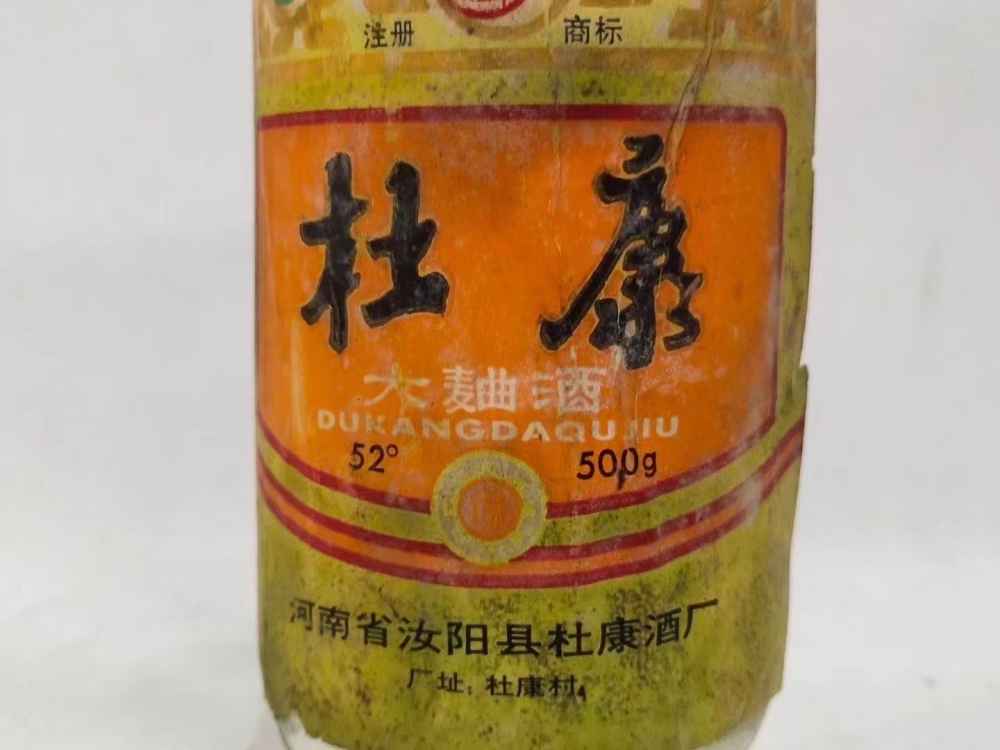 注册 商标
杜康
大麯酒
DUKANGDAQUJIU
52° 500g
河南省汝阳县杜康酒厂
厂址：杜康村